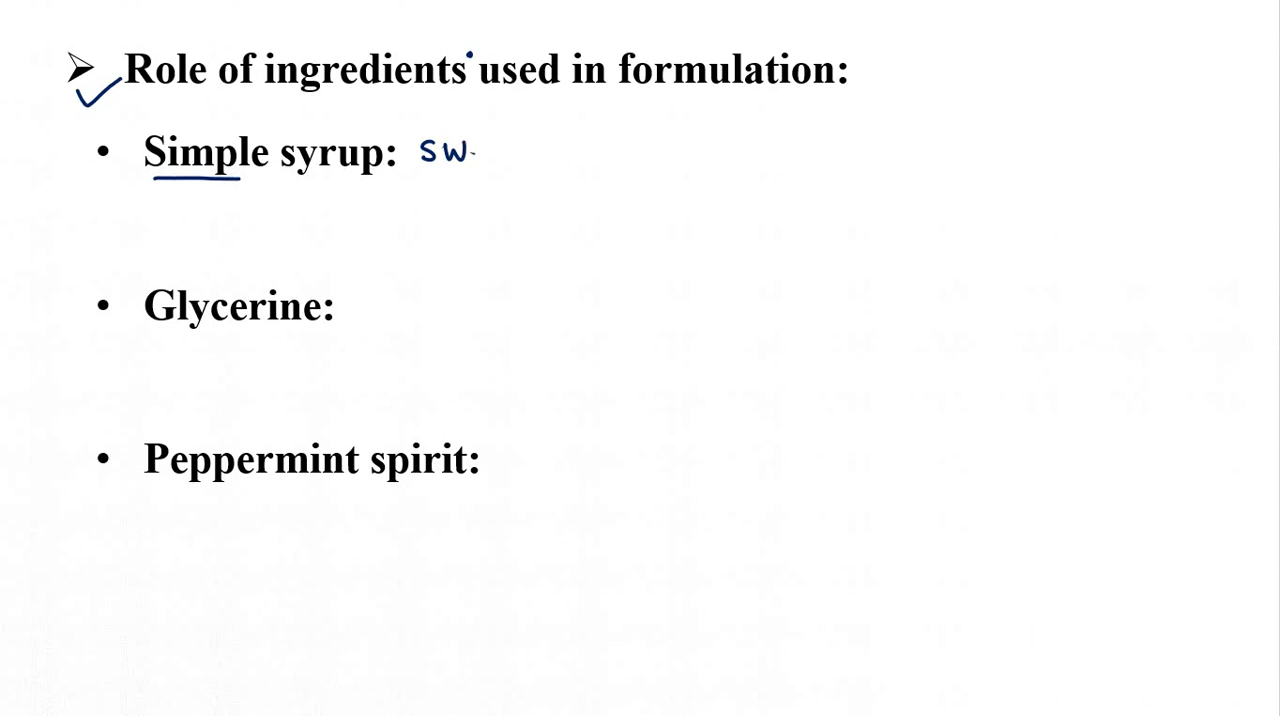 ➢ Role of ingredients used in formulation:
• Simple syrup: sw
• Glycerine:
• Peppermint spirit: